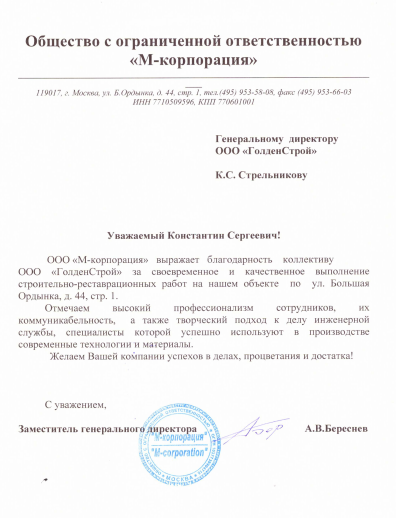 Общество с ограниченной ответственностью
«М-корпорация»
119017, г. Москва, ул. Б.Ордынка, д. 44, стр. 1, тел.(495) 953-58-08, факс (495) 953-66-03
ИНН 7710509596, КПП 770601001
Генеральному директору
ООО «ГолденСтрой»
К.С. Стрельникову
Уважаемый Константин Сергеевич!
ООО «М-корпорация» выражает благодарность коллективу
ООО «ГолденСтрой» за своевременное и качественное выполнение
строительно-реставрационных работ на нашем объекте по ул. Большая
Ордынка, д. 44, стр. 1.
Отмечаем высокий профессионализм сотрудников, их
коммуникабельность, а также творческий подход к делу инженерной
службы, специалисты которой успешно используют в производстве
современные технологии и материалы.
Желаем Вашей компании успехов в делах, процветания и достатка!
С уважением,
Заместитель генерального директора А.В.Береснев
"М-корпорация"
"M-corporation"
МОСКВА